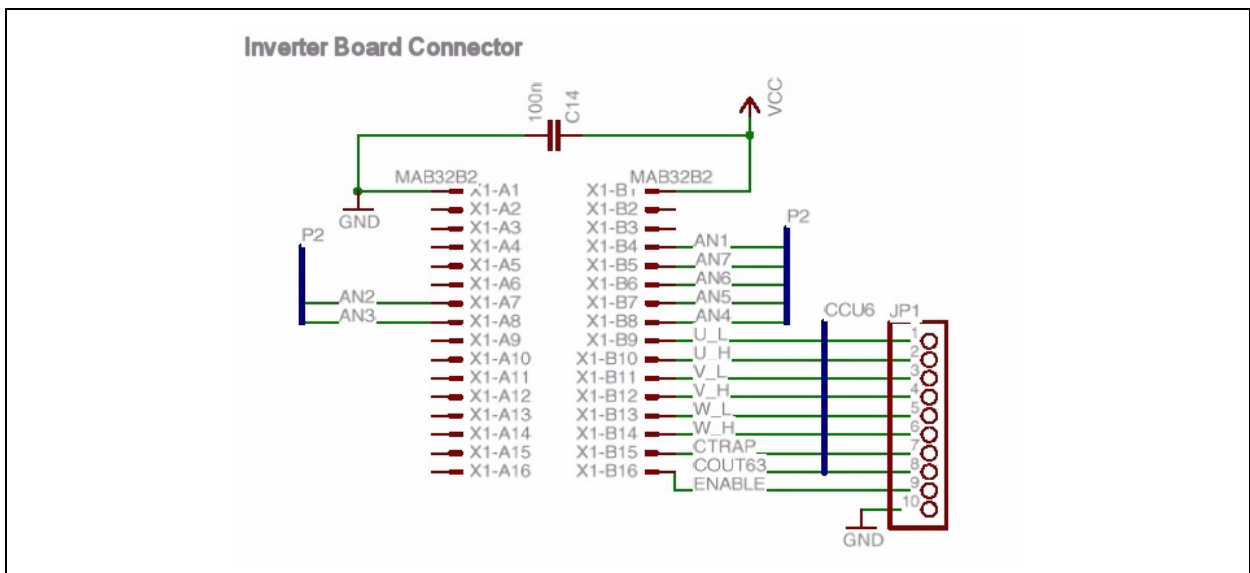 Inverter Board Connector
100n
C14
VCC
MAB32B2
MAB32B2
X1-A1
X1-B1
GND
X1-A2
X1-B2
P2
X1-A3
X1-B3
P2
X1-A4
X1-B4
AN1
X1-A5
X1-B5
AN7
X1-A6
X1-B6
AN6
AN2
X1-A7
X1-B7
AN5
AN3
X1-A8
X1-B8
AN4
CCU6
JP1
X1-A9
X1-B9
U_L
1
X1-A10
X1-B10
U_H
2
X1-A11
X1-B11
V_L
3
X1-A12
X1-B12
V_H
4
X1-A13
X1-B13
W_L
5
X1-A14
X1-B14
W_H
6
X1-A15
X1-B15
CTRAP
7
X1-A16
X1-B16
COUT63
8
ENABLE
9
10
GND